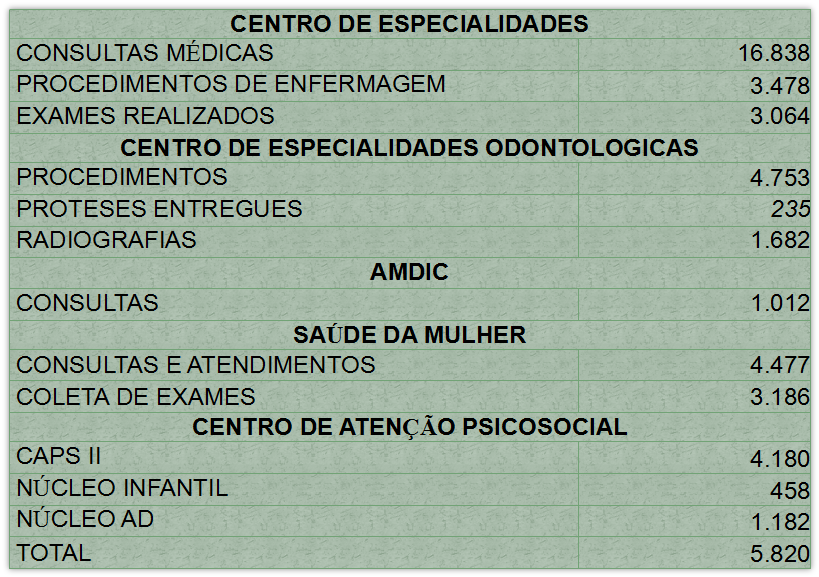 CENTRO DE ESPECIALIDADES
CONSULTAS MÉDICAS 16.838
PROCEDIMENTOS DE ENFERMAGEM 3.478
EXAMES REALIZADOS 3.064
CENTRO DE ESPECIALIDADES ODONTOLOGICAS
PROCEDIMENTOS 4.753
PROTESES ENTREGUES 235
RADIOGRAFIAS 1.682
AMDIC
CONSULTAS 1.012
SAÚDE DA MULHER
CONSULTAS E ATENDIMENTOS 4.477
COLETA DE EXAMES 3.186
CENTRO DE ATENÇÃO PSICOSOCIAL
CAPS II 4.180
NÚCLEO INFANTIL 458
NÚCLEO AD 1.182
TOTAL 5.820